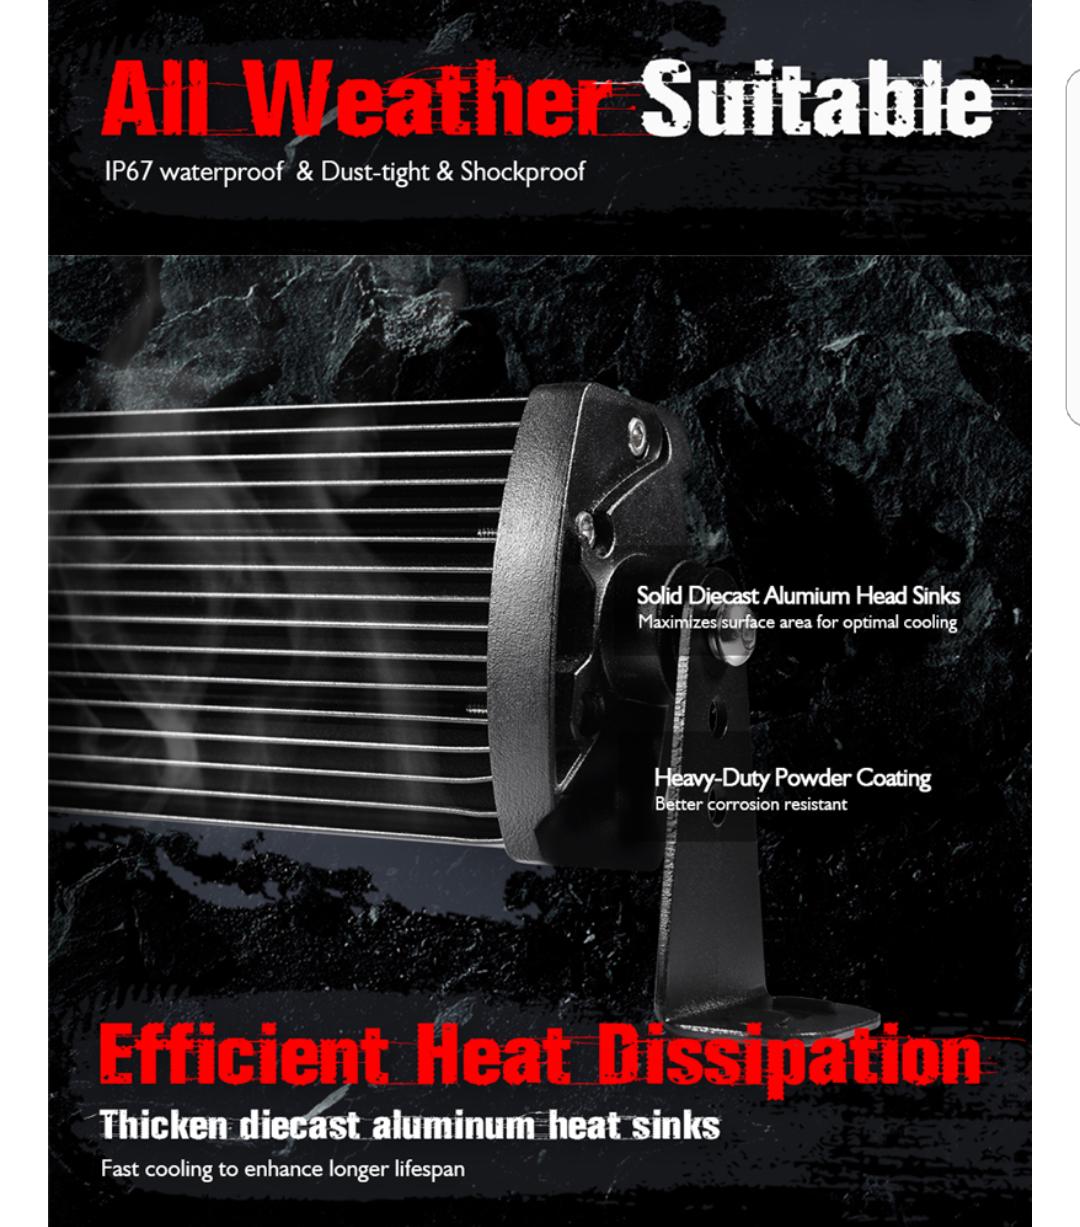 All Weather Suitable
IP67 waterproof & Dust-tight & Shockproof
Solid Diecast Alumium Head Sinks
Maximizes surface area for optimal cooling
Heavy-Duty Powder Coating
Better corrosion resistant
Efficient Heat Dissipation
Thicken diecast aluminum heat sinks
Fast cooling to enhance longer lifespan